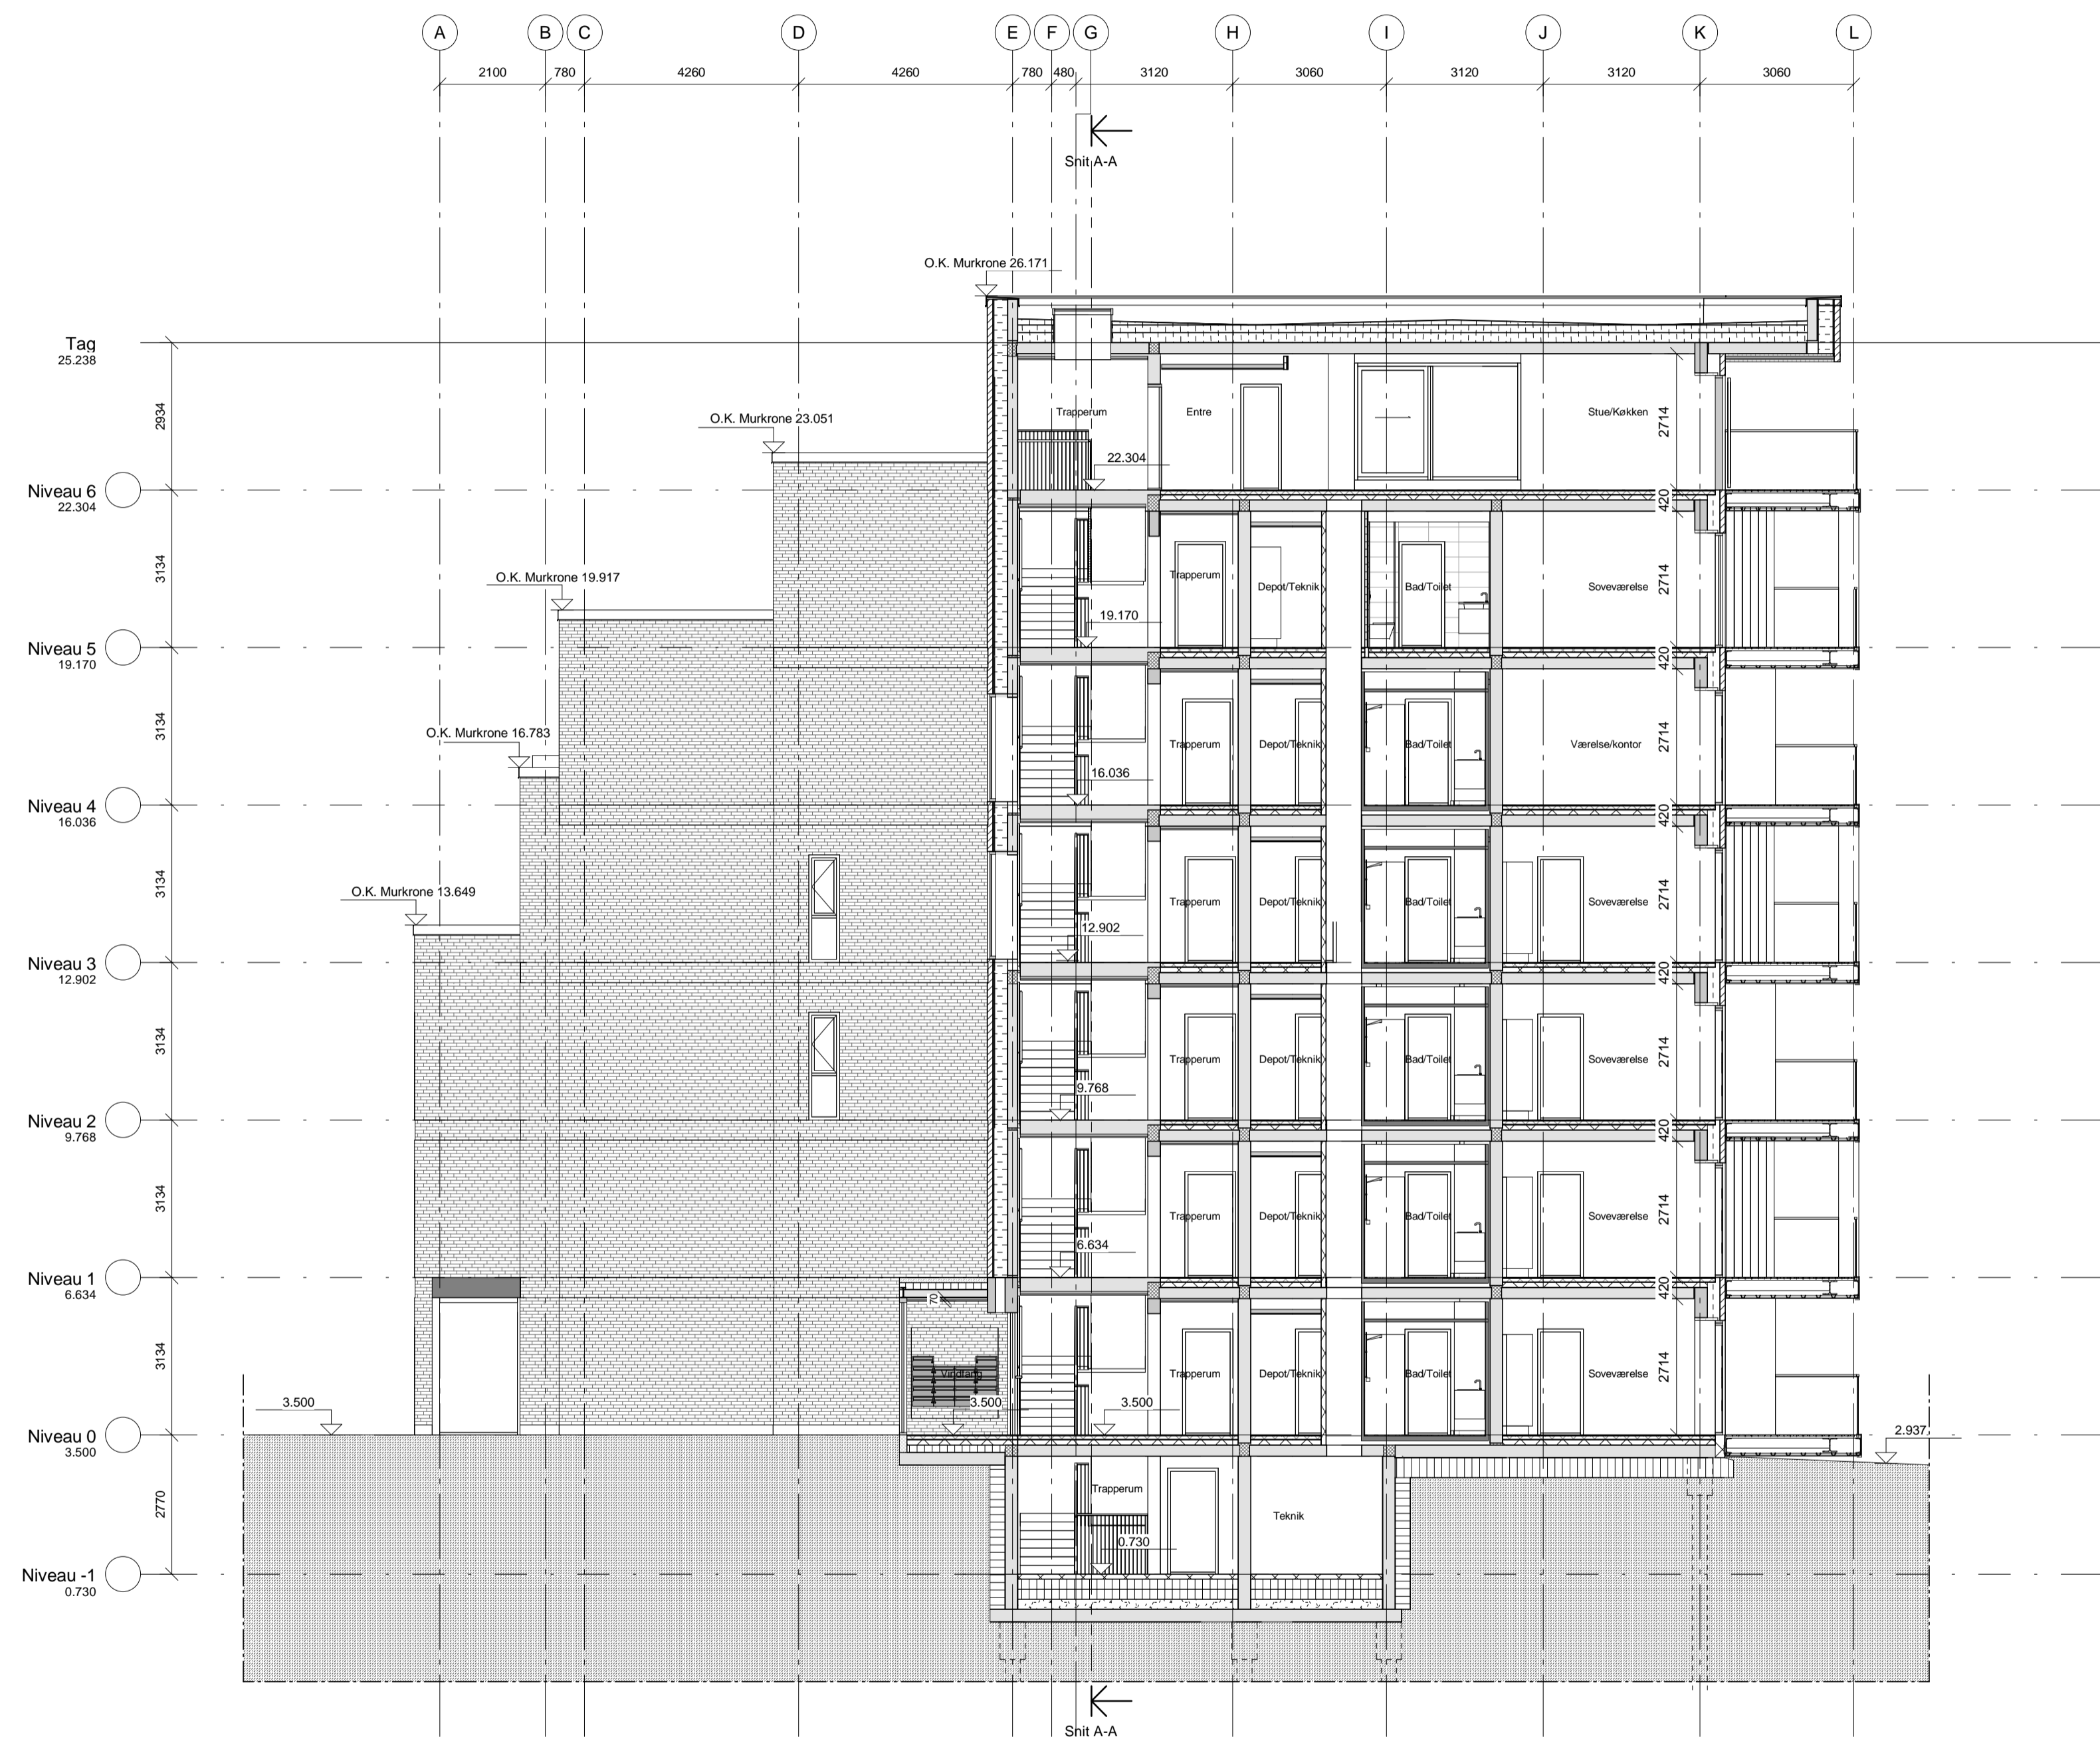 A B C D E F G H I J K L
2100 780 4260 4260 780 480 3120 3060 3120 3120 3060
Snit A-A
O.K. Murkrone 26.171
Tag
25.238
2934
Trapperum Entre Stue/Køkken 2714
O.K. Murkrone 23.051
22.304
Niveau 6
22.304
420
3134
O.K. Murkrone 19.917
Trapperum Depot/Teknik Bad/Toilet Soveværelse 2714
19.170
Niveau 5
19.170
420
3134
O.K. Murkrone 16.783
Trapperum Depot/Teknik Bad/Toilet Værelse/kontor 2714
16.036
Niveau 4
16.036
420
3134
O.K. Murkrone 13.649
Trapperum Depot/Teknik Bad/Toilet Soveværelse 2714
12.902
Niveau 3
12.902
420
3134
Trapperum Depot/Teknik Bad/Toilet Soveværelse 2714
9.768
Niveau 2
9.768
420
3134
Trapperum Depot/Teknik Bad/Toilet Soveværelse 2714
6.634
Niveau 1
6.634
420
70
3134
Vindfang Trapperum Depot/Teknik Bad/Toilet Soveværelse 2714
3.500 3.500 3.500
Niveau 0
3.500
2.937
2770
Trapperum
Teknik
0.730
Niveau -1
0.730
Snit A-A